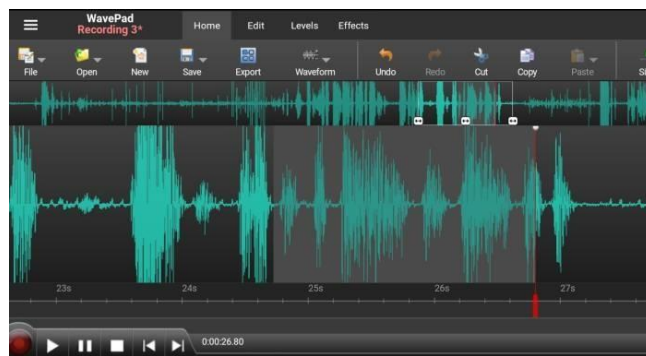 WavePad
Recording 3*
Home Edit Levels Effects
File Open New Save Export Waveform Undo Redo Cut Copy Paste
23s 24s 25s 26s 27s
0:00:26.80